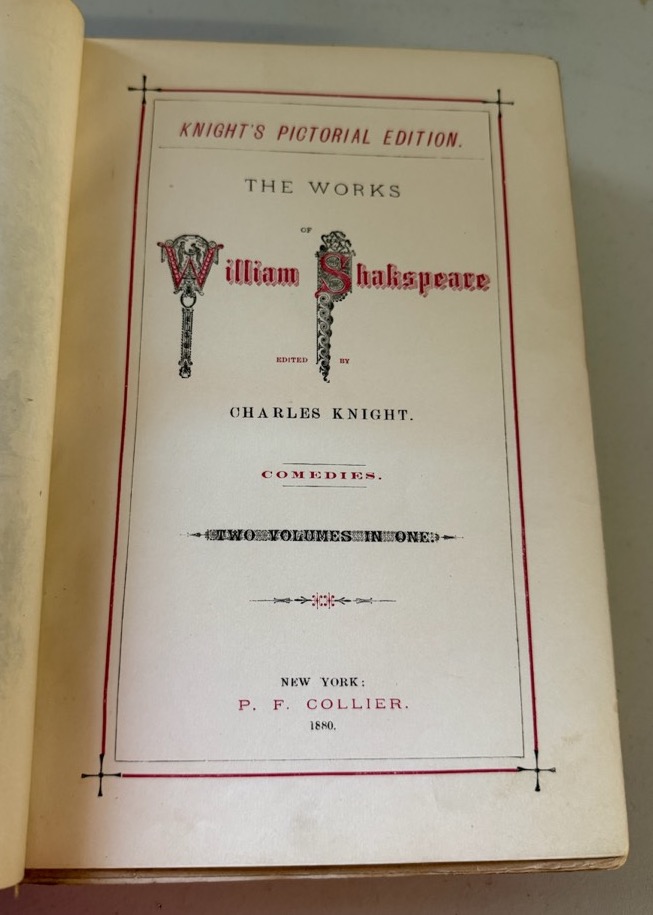 KNIGHT'S PICTORIAL EDITION.
THE WORKS
OF
William Shakspeare
EDITED BY
CHARLES KNIGHT.
COMEDIES.
TWO VOLUMES IN ONE.
NEW YORK:
P. F. COLLIER.
1880.